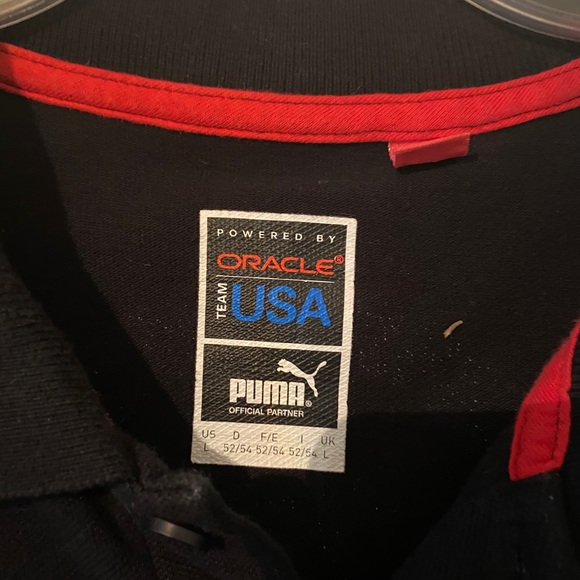 POWERED BY
ORACLE®
TEAM USA
PUMA®
OFFICIAL PARTNER
US D F/E I UK
L 52/54 52/54 52/54 L